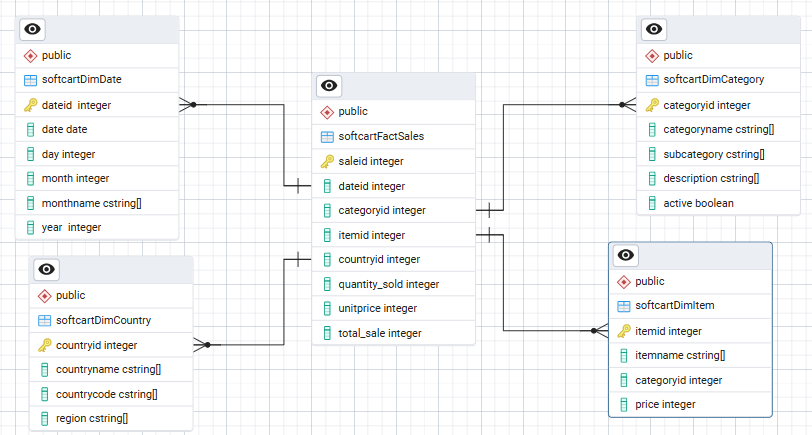 public
softcartDimDate
dateid  integer
date date
day integer
month integer
monthname cstring[]
year  integer
public
softcartDimCountry
countryid integer
countryname cstring[]
countrycode cstring[]
region cstring[]
public
softcartFactSales
saleid integer
dateid integer
categoryid integer
itemid integer
countryid integer
quantity_sold integer
unitprice integer
total_sale integer
public
softcartDimCategory
categoryid integer
categoryname cstring[]
subcategory cstring[]
description cstring[]
active boolean
public
softcartDimItem
itemid integer
itemname cstring[]
categoryid integer
price integer